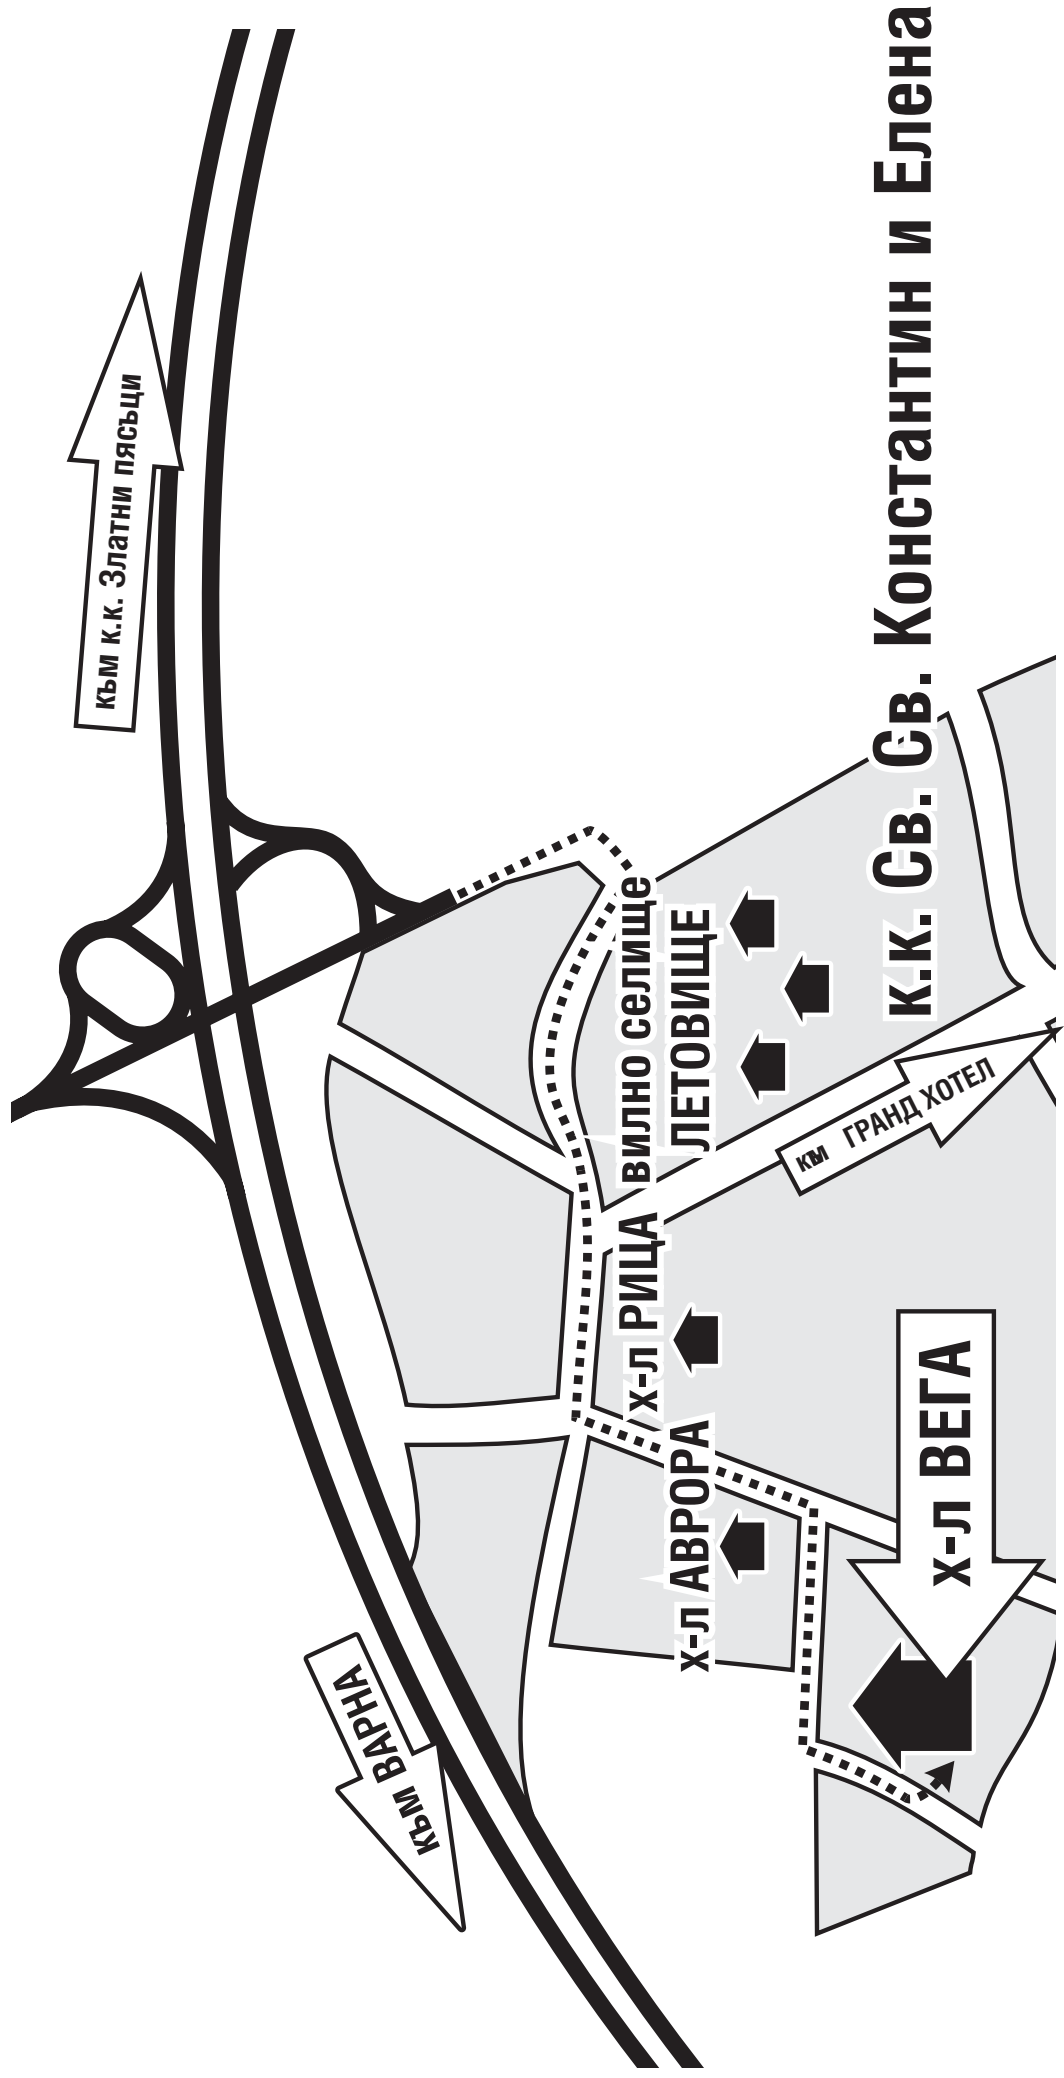 към к.к. Златни пясъци
към ВАРНА
вилно селище
ЛЕТОВИЩЕ
х-л РИЦА
х-л АВРОРА
към ГРАНД ХОТЕЛ
к.к. Св. Св. Константин и Елена
х-л ВЕГА